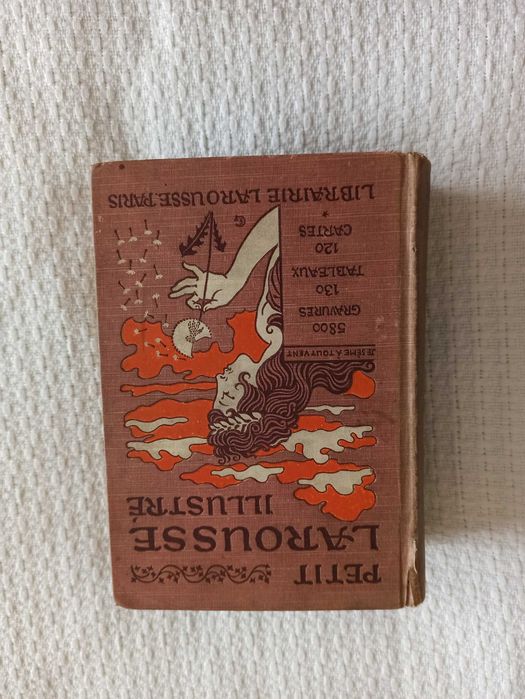 PETIT
LAROUSSE
ILLUSTRÉ
JE SÈME À TOUT VENT
5800
GRAVURES
130
TABLEAUX
120
CARTES
LIBRAIRIE LAROUSSE. PARIS